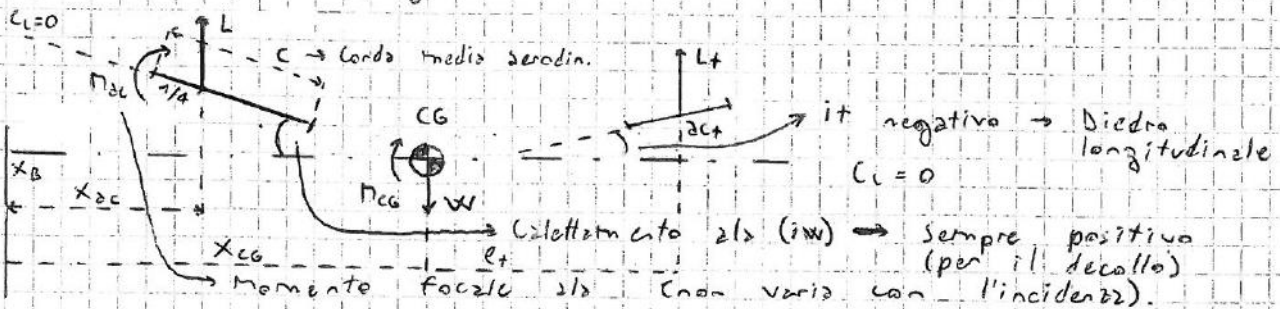 CL=0
L
C → Corda media aerodin.
Lt
Mac
1/4
CG
act
it negativo → Diedro longitudinale
CL = 0
XB
Xac
MCG
W
Calettamento ala (iw) → Sempre positivo
(per il decollo)
XCG
lt
Momento focale ala (non varia con l'incidenza).